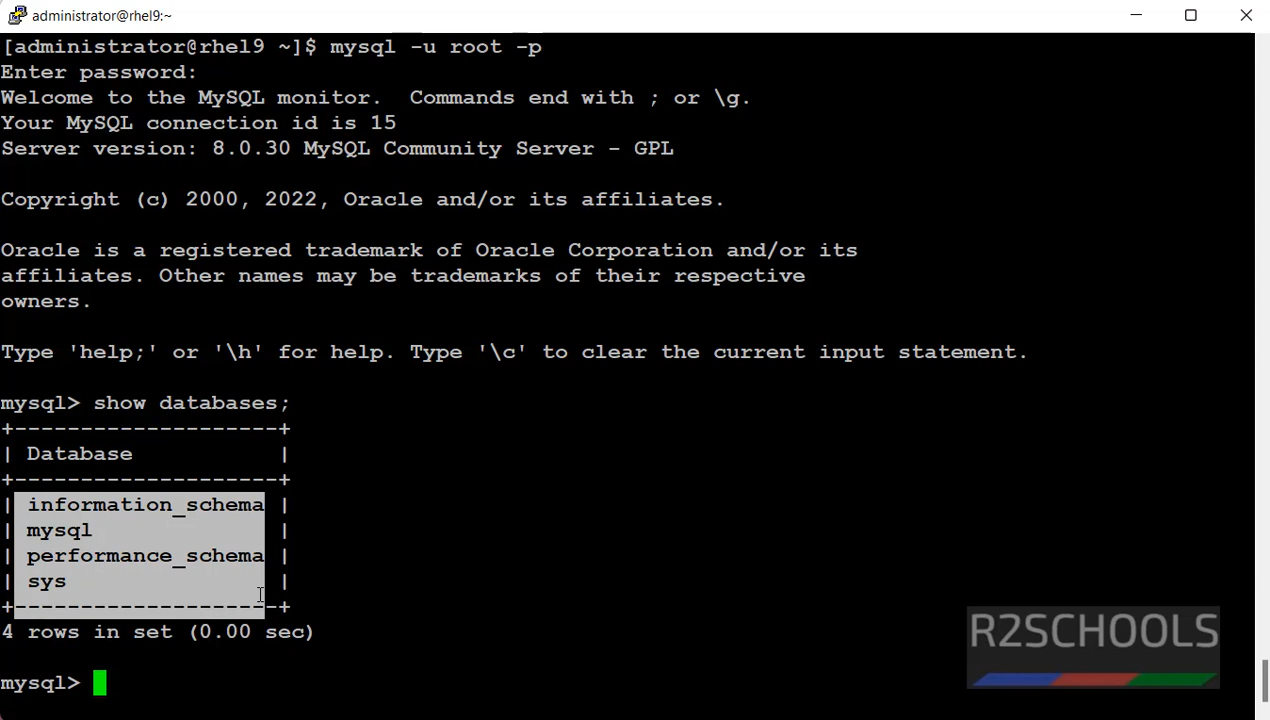 administrator@rhel9:~
[administrator@rhel9 ~]$ mysql -u root -p
Enter password:
Welcome to the MySQL monitor.  Commands end with ; or \g.
Your MySQL connection id is 15
Server version: 8.0.30 MySQL Community Server - GPL
Copyright (c) 2000, 2022, Oracle and/or its affiliates.
Oracle is a registered trademark of Oracle Corporation and/or its
affiliates. Other names may be trademarks of their respective
owners.
Type 'help;' or '\h' for help. Type '\c' to clear the current input statement.
mysql> show databases;
+--------------------+
| Database           |
+--------------------+
| information_schema |
| mysql              |
| performance_schema |
| sys                |
+--------------------+
4 rows in set (0.00 sec)
mysql>
R2SCHOOLS